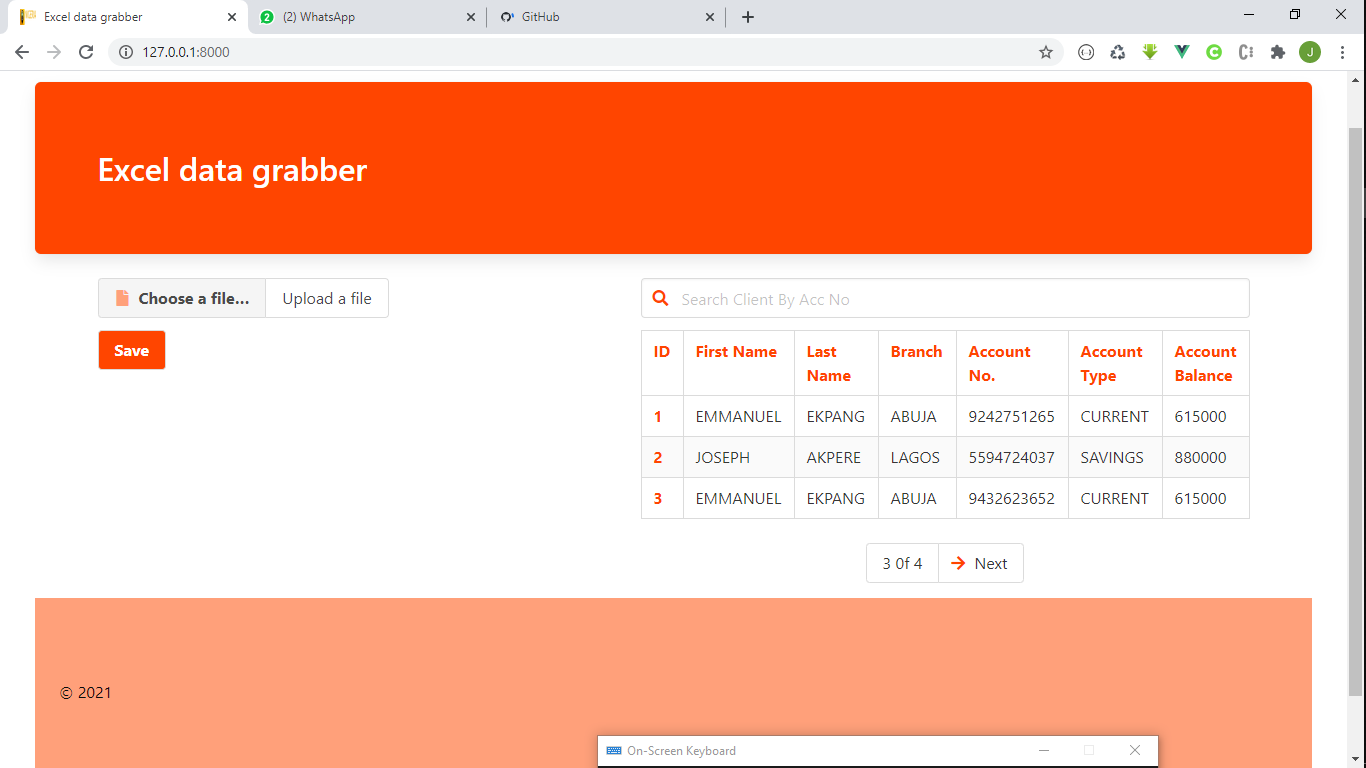 Excel data grabber
(2) WhatsApp
GitHub
127.0.0.1:8000
J
Excel data grabber
Choose a file... Upload a file
Save
Search Client By Acc No
ID First Name Last Name Branch Account No. Account Type Account Balance
1 EMMANUEL EKPANG ABUJA 9242751265 CURRENT 615000
2 JOSEPH AKPERE LAGOS 5594724037 SAVINGS 880000
3 EMMANUEL EKPANG ABUJA 9432623652 CURRENT 615000
3 0f 4 Next
© 2021
On-Screen Keyboard